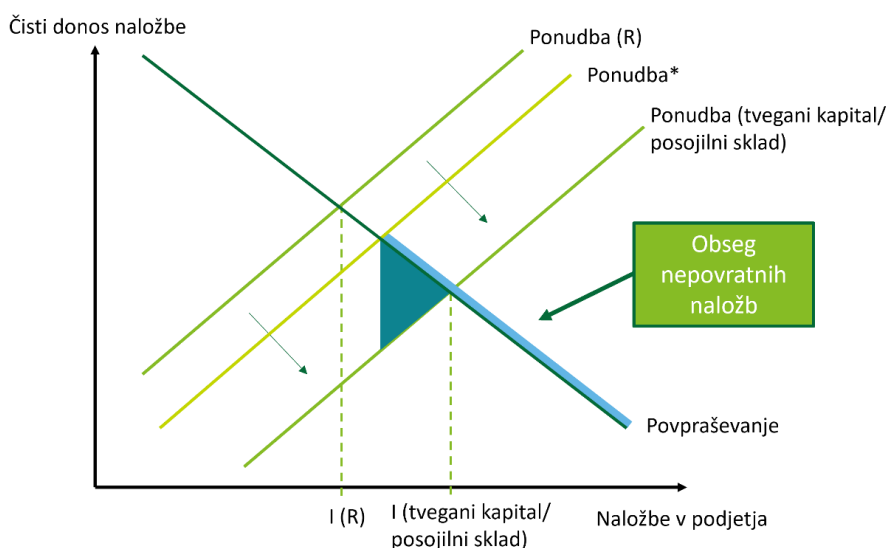 Čisti donos naložbe
Ponudba (R)
Ponudba*
Ponudba (tvegani kapital/
posojilni sklad)
Obseg
nepovratnih
naložb
Povpraševanje
I (R)
I (tvegani kapital/
posojilni sklad)
Naložbe v podjetja